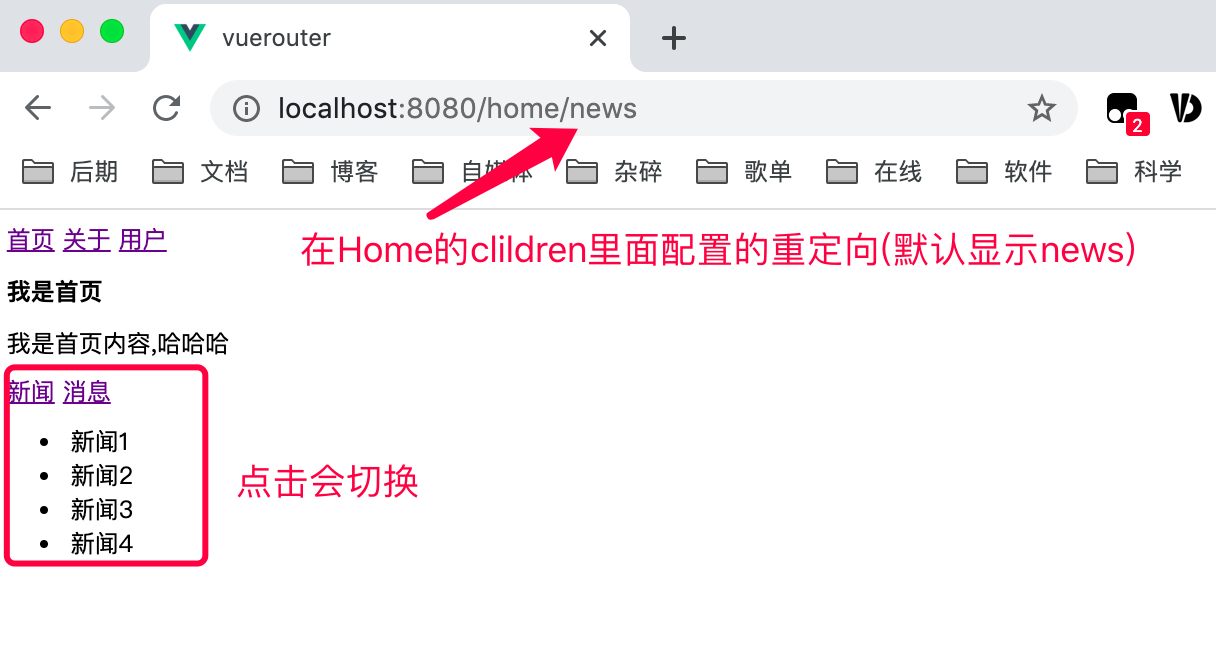 vuerouter
localhost:8080/home/news
2
后期 文档 博客 自媒体 杂碎 歌单 在线 软件 科学
首页 关于 用户
在Home的clildren里面配置的重定向(默认显示news)
我是首页
我是首页内容,哈哈哈
新闻 消息
新闻1
新闻2
点击会切换
新闻3
新闻4